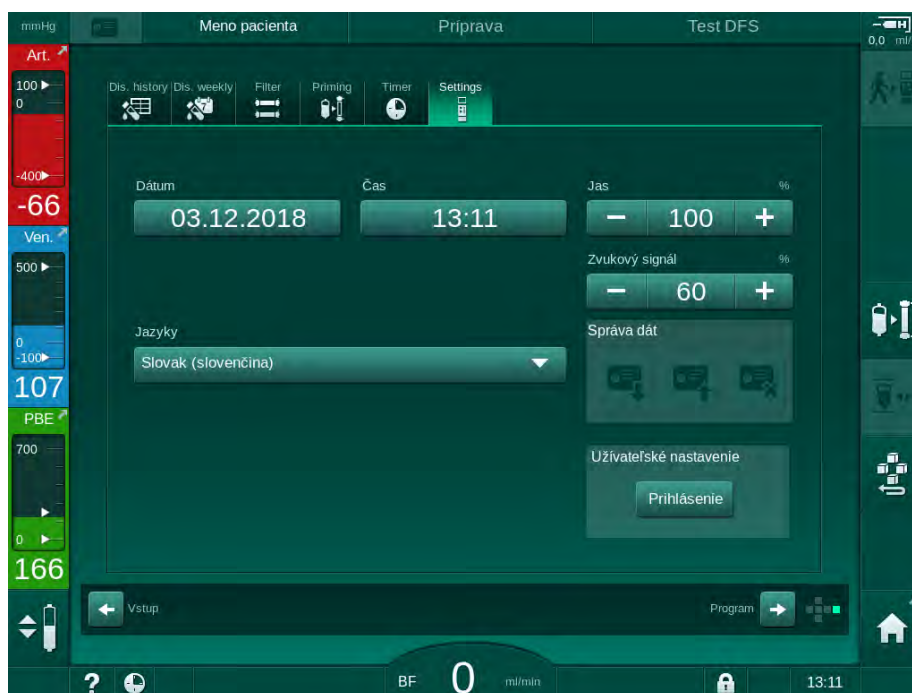 mmHg
Meno pacienta
Príprava
Test DFS
H
0,0 ml/
Art.
100
0
-400
-66
Ven.
500
0
-100
107
PBE
700
0
166
Dis. history
Dis. weekly
Filter
Priming
Timer
Settings
7
Dátum
03.12.2018
Čas
13:11
Jas
%
− 100 +
Zvukový signál
%
− 60 +
Jazyky
Slovak (slovenčina)
Správa dát
Užívateľské nastavenie
Prihlásenie
Vstup
Program
?
BF 0 ml/min
13:11